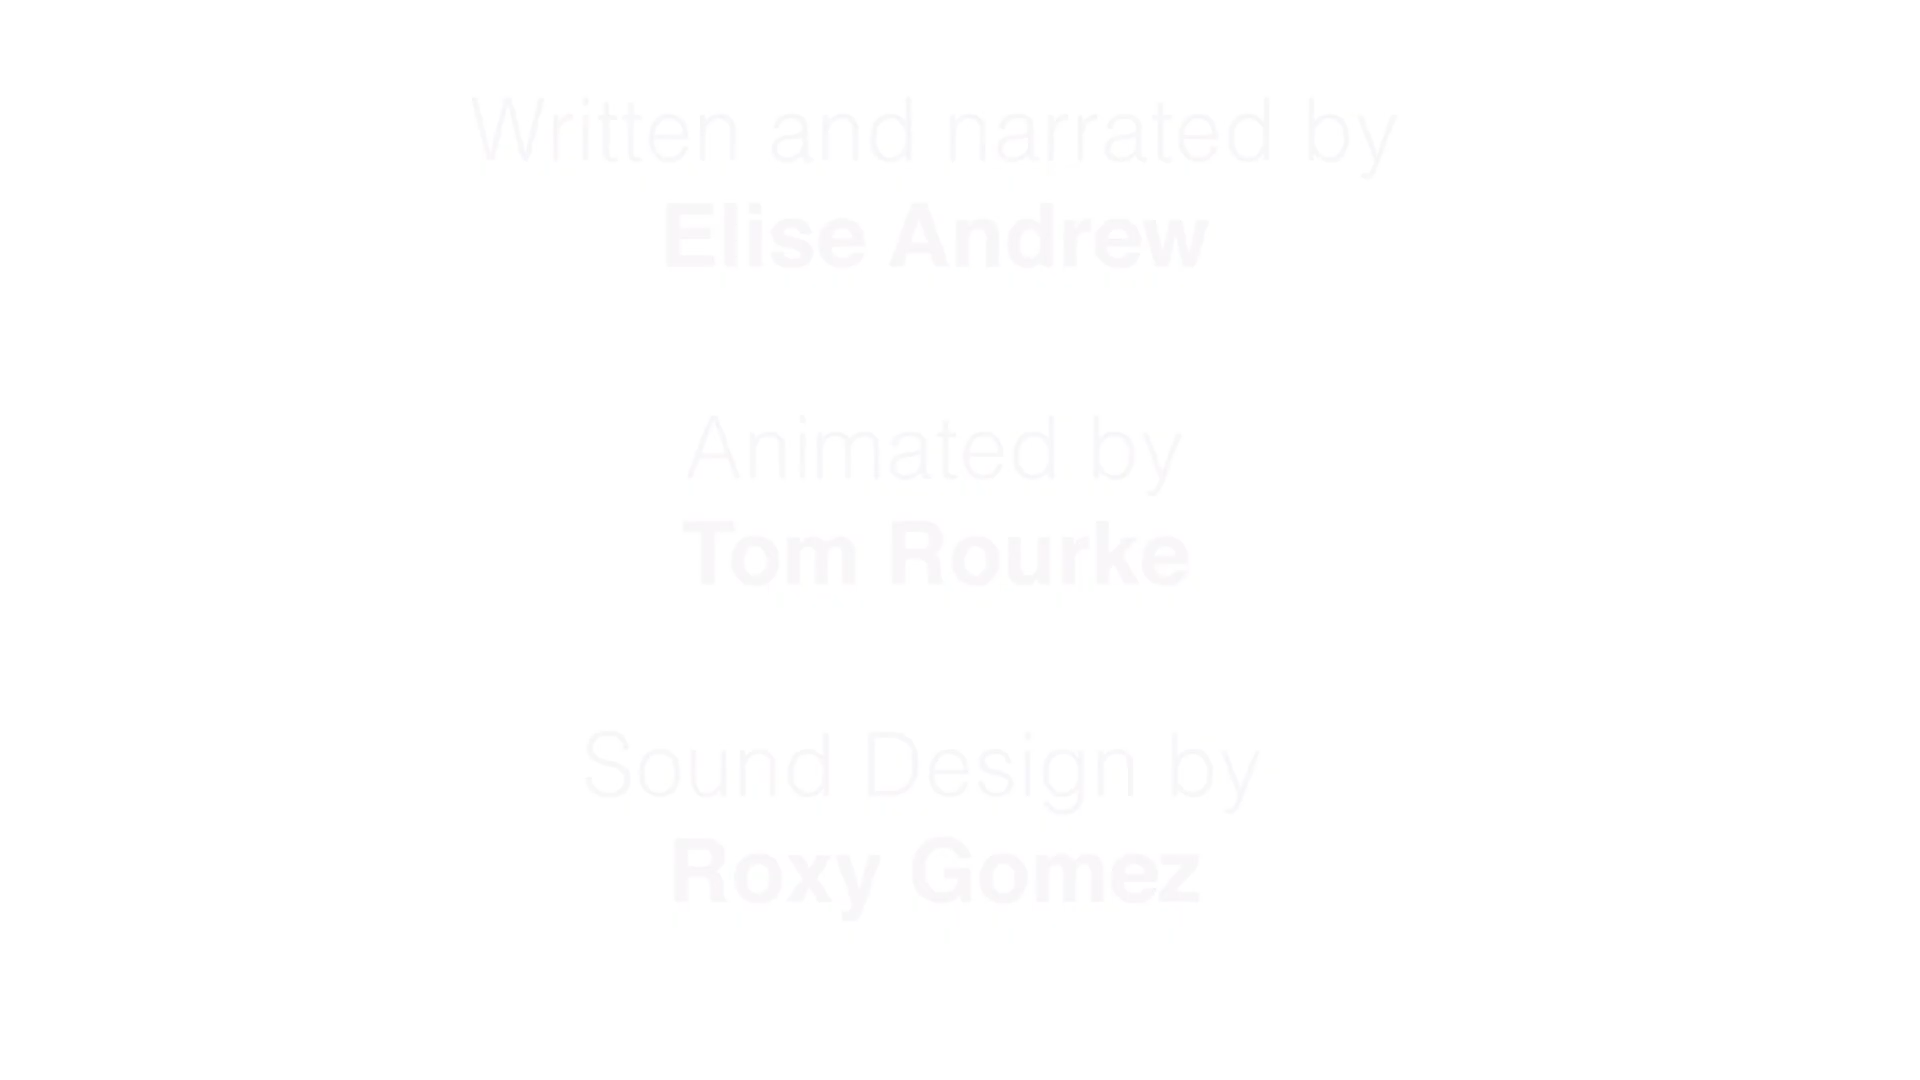 Written and narrated by
Elise Andrew
Animated by
Tom Rourke
Sound Design by
Roxy Gomez